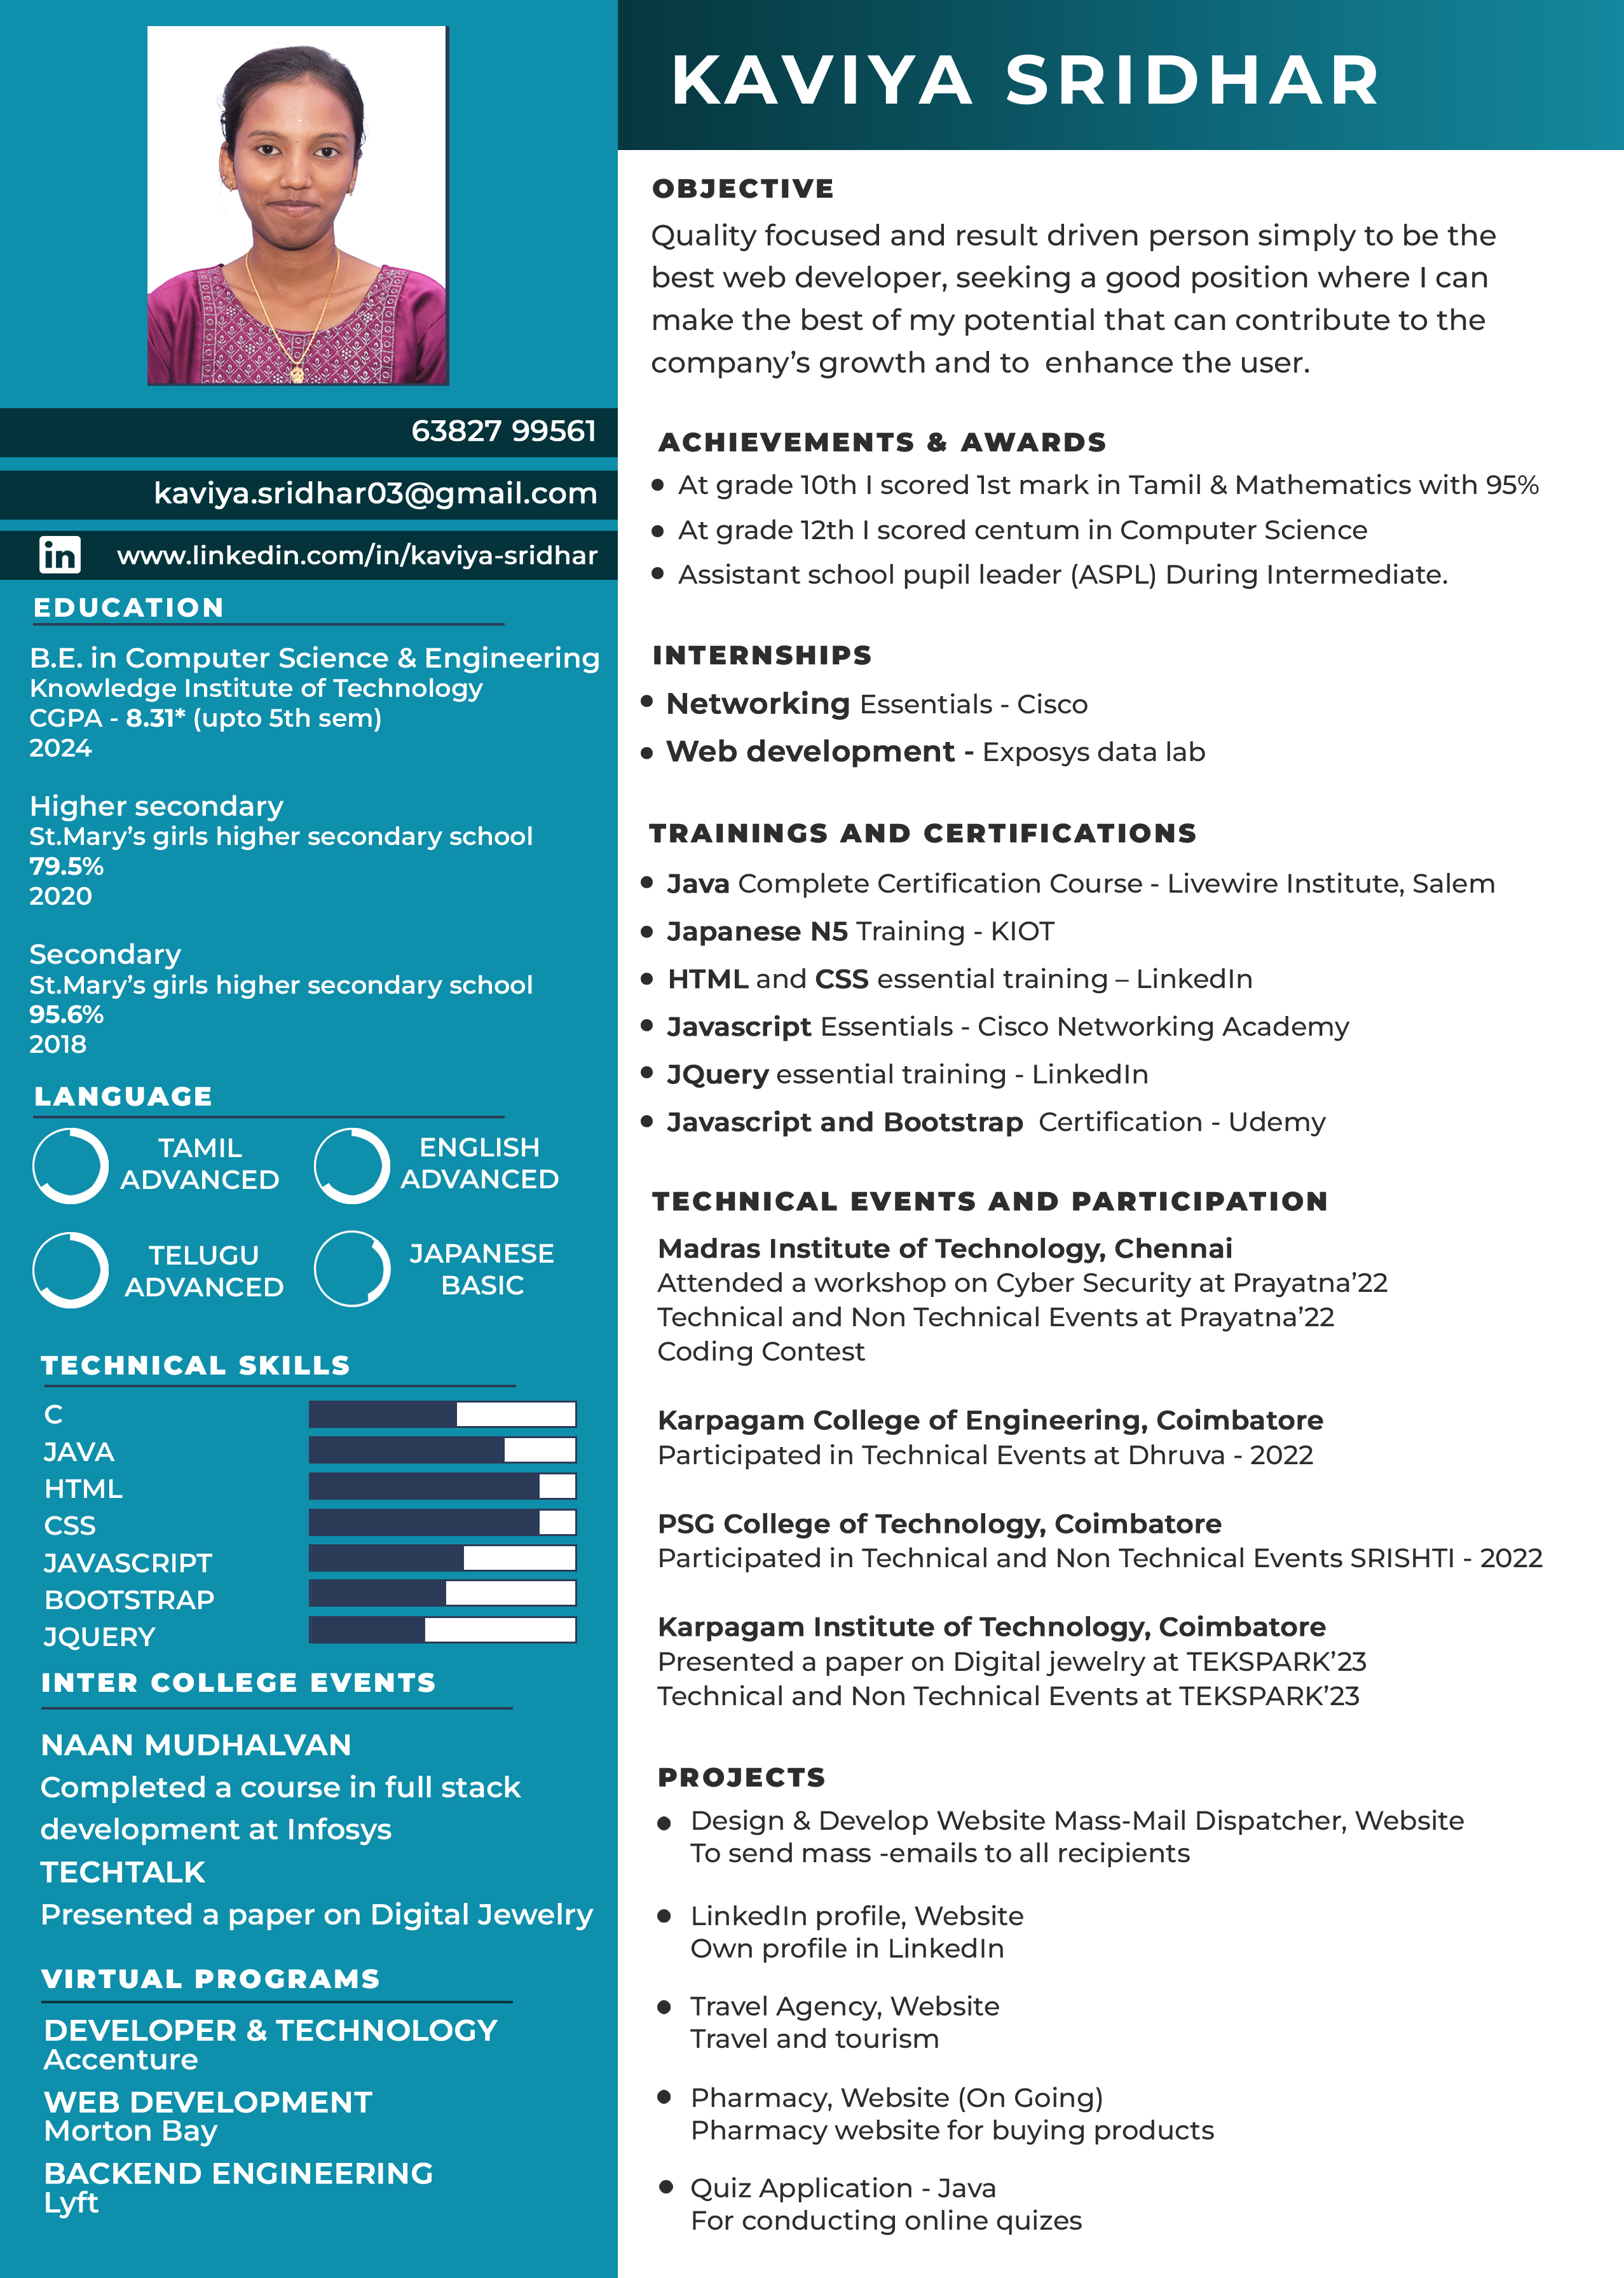 KAVIYA SRIDHAR
63827 99561
kaviya.sridhar03@gmail.com
in www.linkedin.com/in/kaviya-sridhar
EDUCATION
B.E. in Computer Science & Engineering
Knowledge Institute of Technology
CGPA - 8.31* (upto 5th sem)
2024
Higher secondary
St.Mary’s girls higher secondary school
79.5%
2020
Secondary
St.Mary’s girls higher secondary school
95.6%
2018
LANGUAGE
TAMIL
ADVANCED
ENGLISH
ADVANCED
TELUGU
ADVANCED
JAPANESE
BASIC
TECHNICAL SKILLS
C
JAVA
HTML
CSS
JAVASCRIPT
BOOTSTRAP
JQUERY
INTER COLLEGE EVENTS
NAAN MUDHALVAN
Completed a course in full stack
development at Infosys
TECHTALK
Presented a paper on Digital Jewelry
VIRTUAL PROGRAMS
DEVELOPER & TECHNOLOGY
Accenture
WEB DEVELOPMENT
Morton Bay
BACKEND ENGINEERING
Lyft
OBJECTIVE
Quality focused and result driven person simply to be the
best web developer, seeking a good position where I can
make the best of my potential that can contribute to the
company’s growth and to  enhance the user.
ACHIEVEMENTS & AWARDS
• At grade 10th I scored 1st mark in Tamil & Mathematics with 95%
• At grade 12th I scored centum in Computer Science
• Assistant school pupil leader (ASPL) During Intermediate.
INTERNSHIPS
• Networking Essentials - Cisco
• Web development - Exposys data lab
TRAININGS AND CERTIFICATIONS
• Java Complete Certification Course - Livewire Institute, Salem
• Japanese N5 Training - KIOT
• HTML and CSS essential training – LinkedIn
• Javascript Essentials - Cisco Networking Academy
• JQuery essential training - LinkedIn
• Javascript and Bootstrap  Certification - Udemy
TECHNICAL EVENTS AND PARTICIPATION
Madras Institute of Technology, Chennai
Attended a workshop on Cyber Security at Prayatna’22
Technical and Non Technical Events at Prayatna’22
Coding Contest
Karpagam College of Engineering, Coimbatore
Participated in Technical Events at Dhruva - 2022
PSG College of Technology, Coimbatore
Participated in Technical and Non Technical Events SRISHTI - 2022
Karpagam Institute of Technology, Coimbatore
Presented a paper on Digital jewelry at TEKSPARK’23
Technical and Non Technical Events at TEKSPARK’23
PROJECTS
• Design & Develop Website Mass-Mail Dispatcher, Website
To send mass -emails to all recipients
• LinkedIn profile, Website
Own profile in LinkedIn
• Travel Agency, Website
Travel and tourism
• Pharmacy, Website (On Going)
Pharmacy website for buying products
• Quiz Application - Java
For conducting online quizes